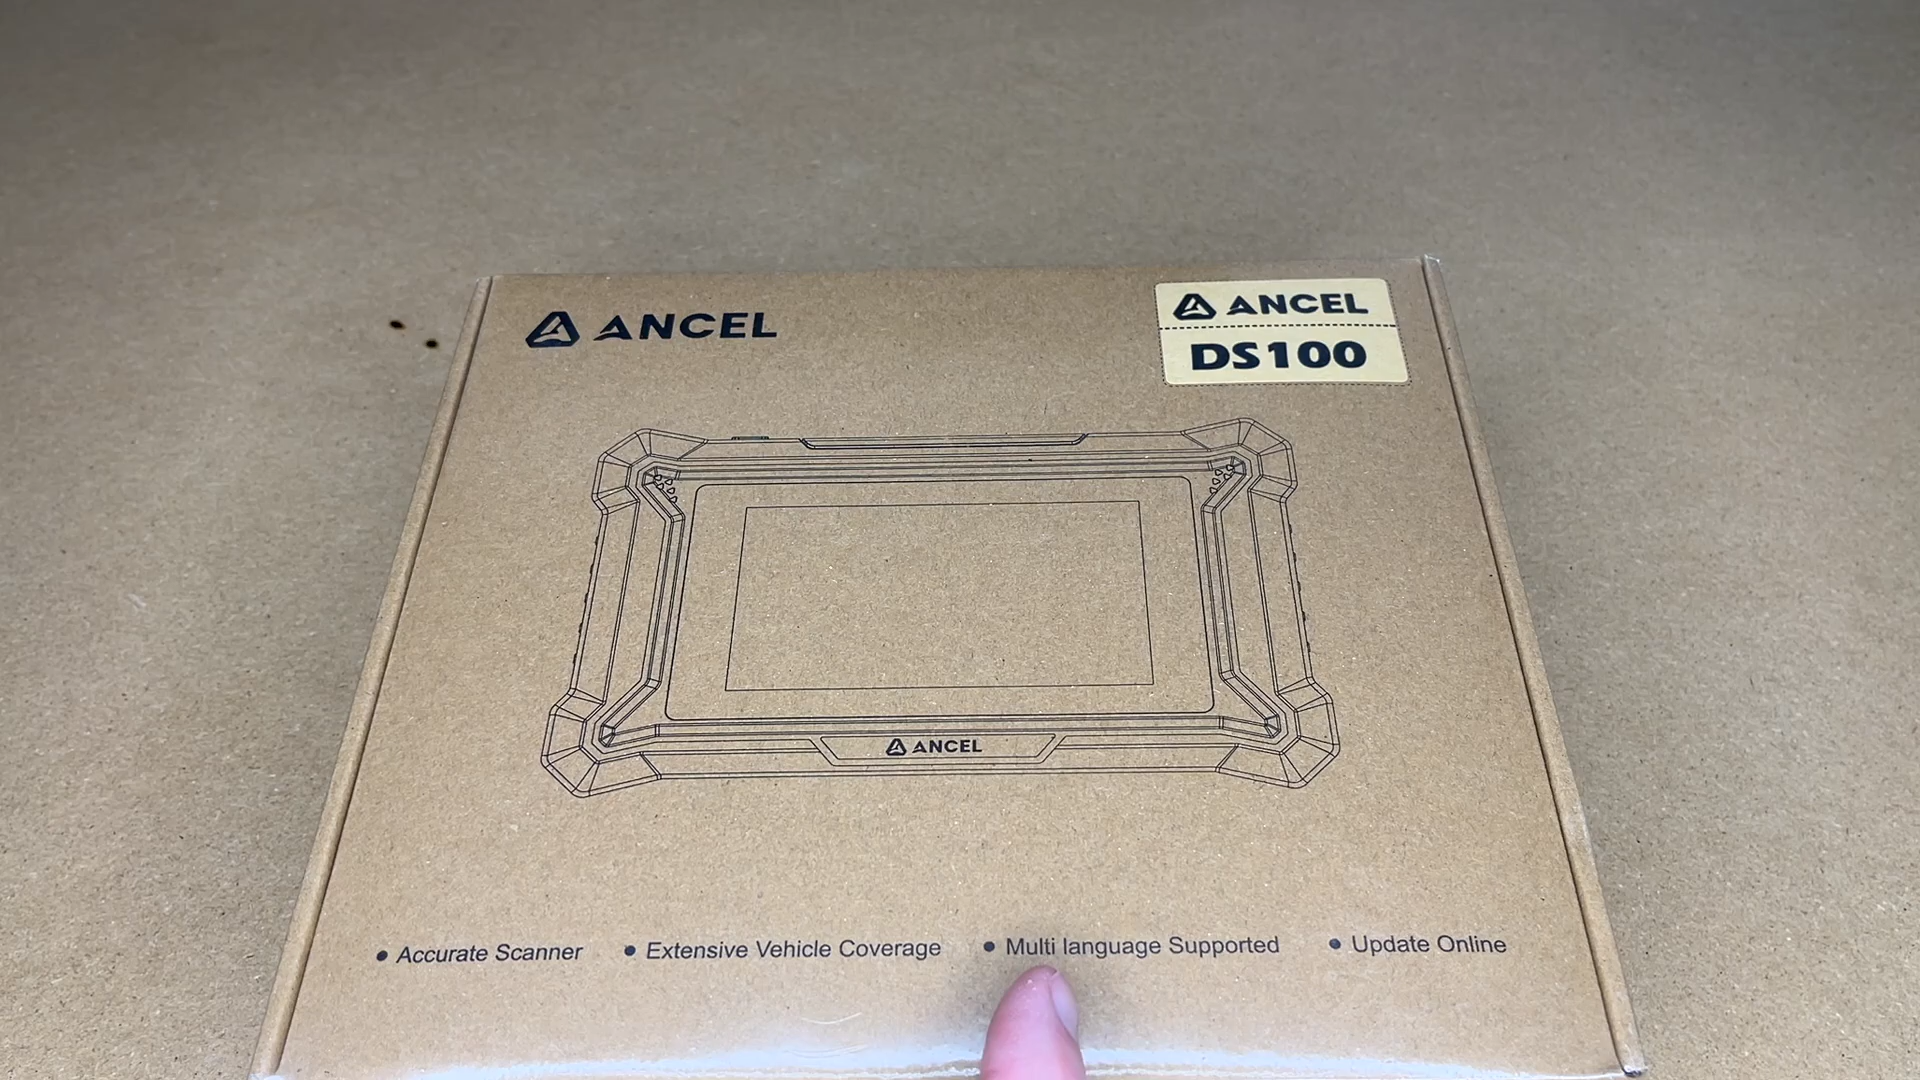 ANCEL
ANCEL
DS100
ANCEL
• Accurate Scanner • Extensive Vehicle Coverage • Multi language Supported • Update Online